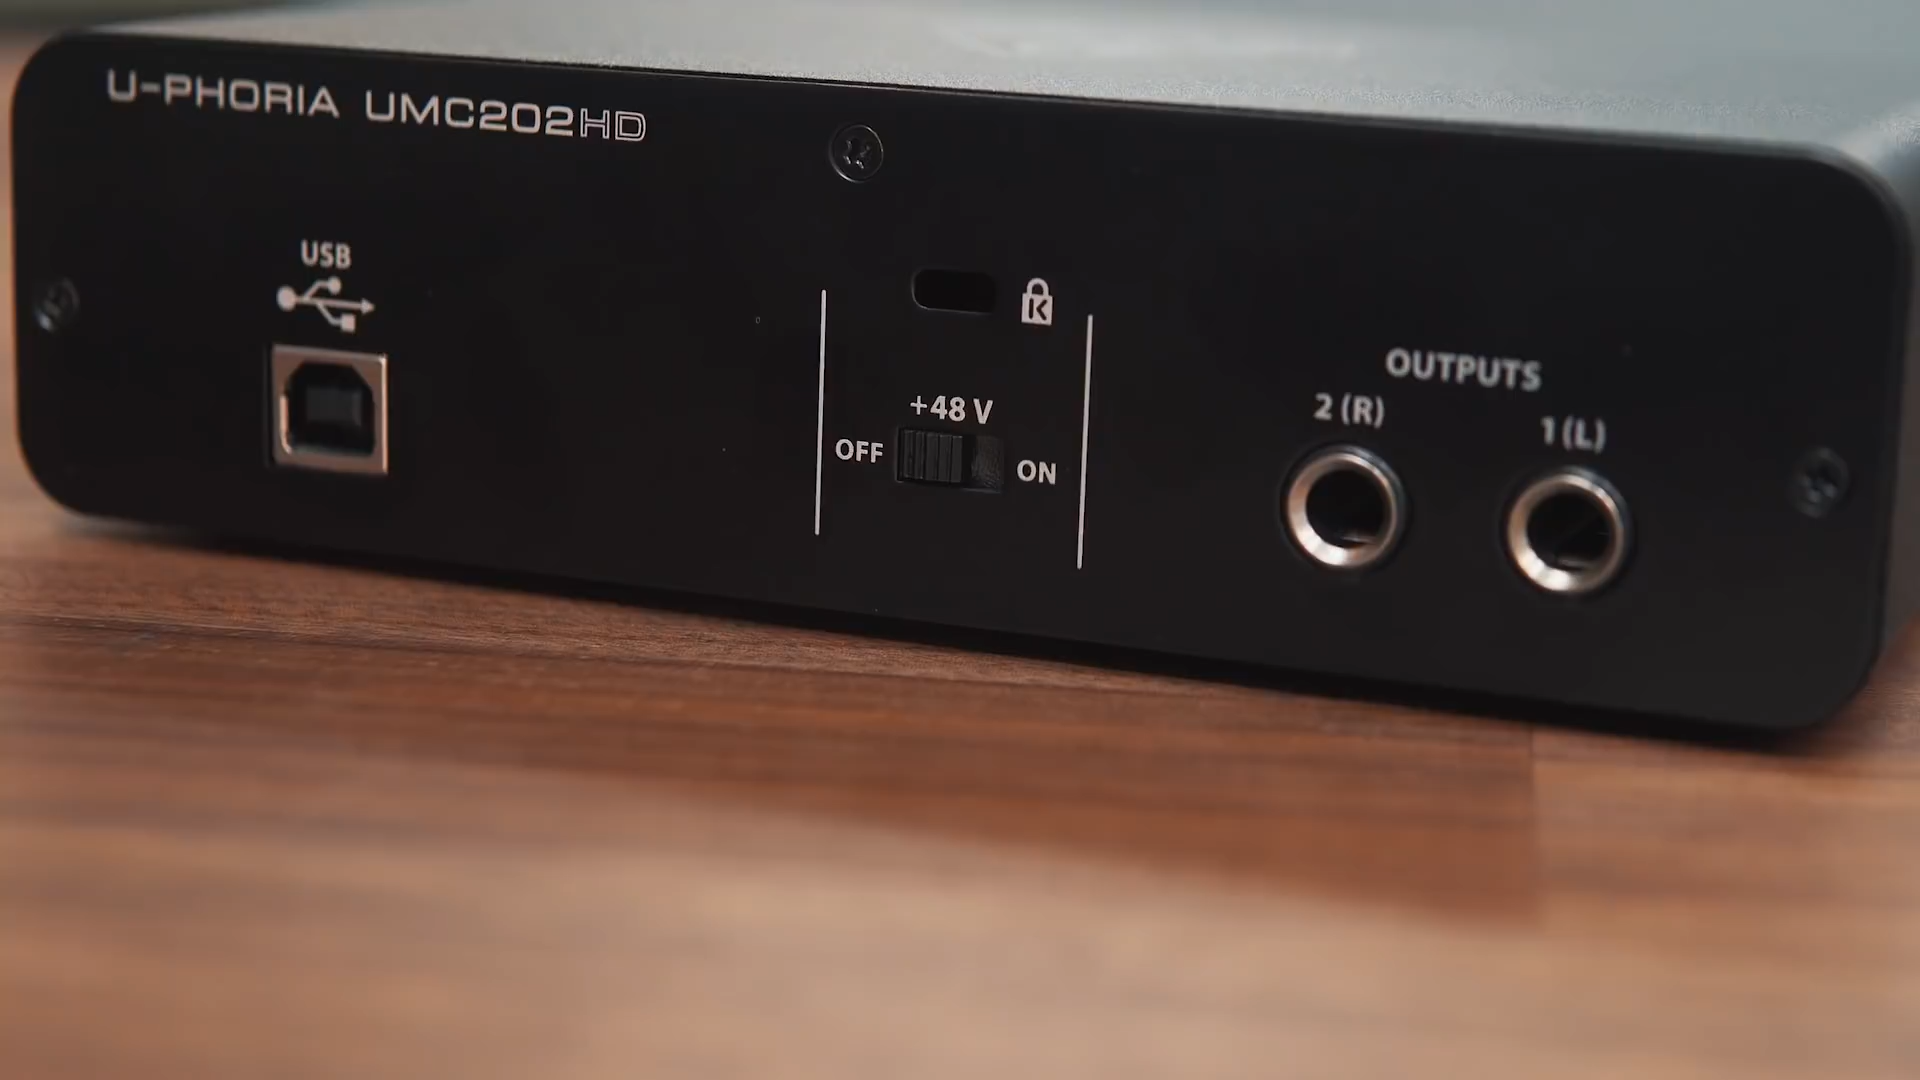 U-PHORIA UMC202HD
USB
K
+48 V
OFF ON
OUTPUTS
2 (R) 1 (L)